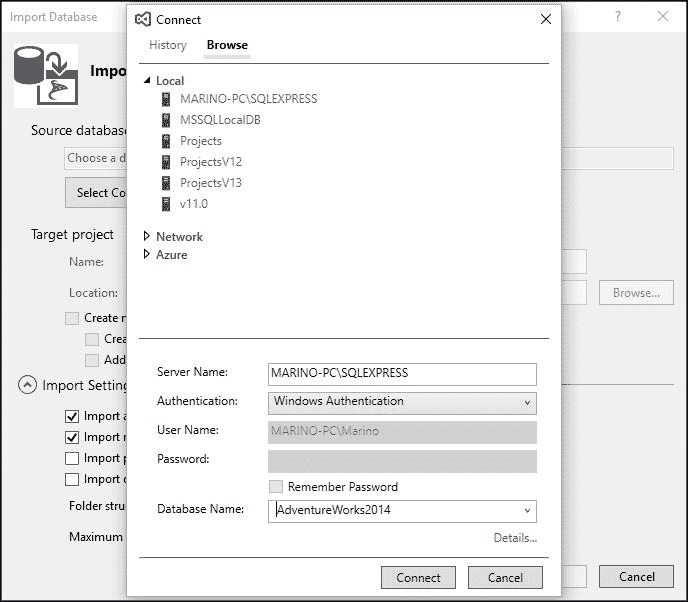 Import Database
?
Connect
History Browse
Impo
Local
MARINO-PC\SQLEXPRESS
MSSQLLocalDB
Projects
ProjectsV12
ProjectsV13
v11.0
Network
Azure
Source database
Choose a d
Select Co
Target project
Name:
Location:
Browse...
Create n
Crea
Add
Import Setting
Import a
Import r
Import p
Import
Folder stru
Maximum
Server Name: MARINO-PC\SQLEXPRESS
Authentication: Windows Authentication
User Name: MARINO-PC\Marino
Password:
Remember Password
Database Name: AdventureWorks2014
Details...
Connect Cancel
Cancel